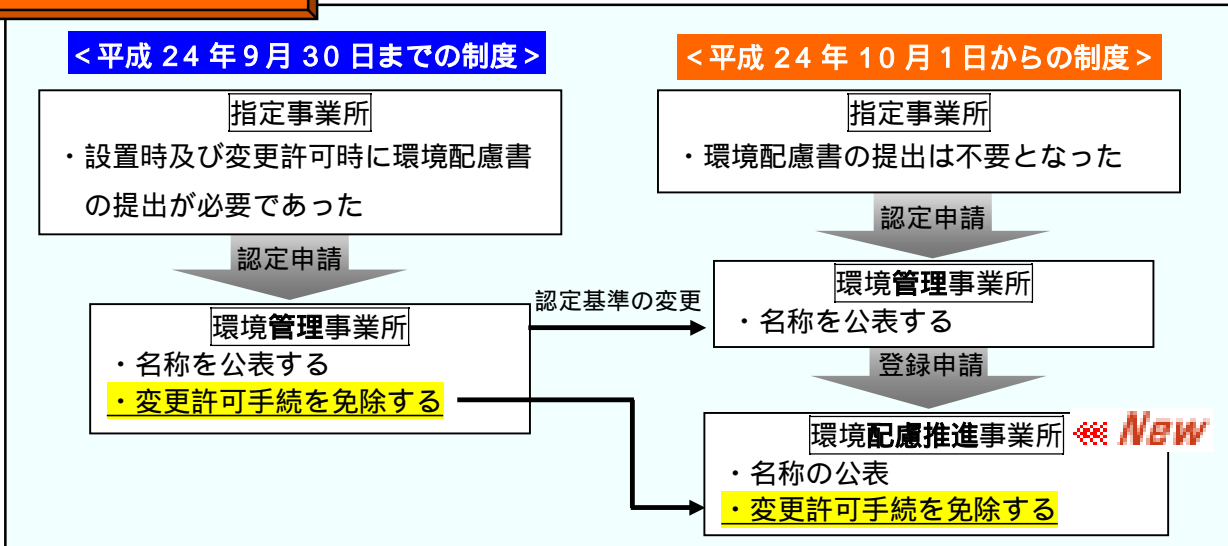 <平成 24 年9月 30 日までの制度>
指定事業所
・設置時及び変更許可時に環境配慮書
の提出が必要であった
認定申請
環境管理事業所
・名称を公表する
・変更許可手続を免除する
認定基準の変更
<平成 24 年 10 月1日からの制度>
指定事業所
・環境配慮書の提出は不要となった
認定申請
環境管理事業所
・名称を公表する
登録申請
環境配慮推進事業所 New
・名称の公表
・変更許可手続を免除する